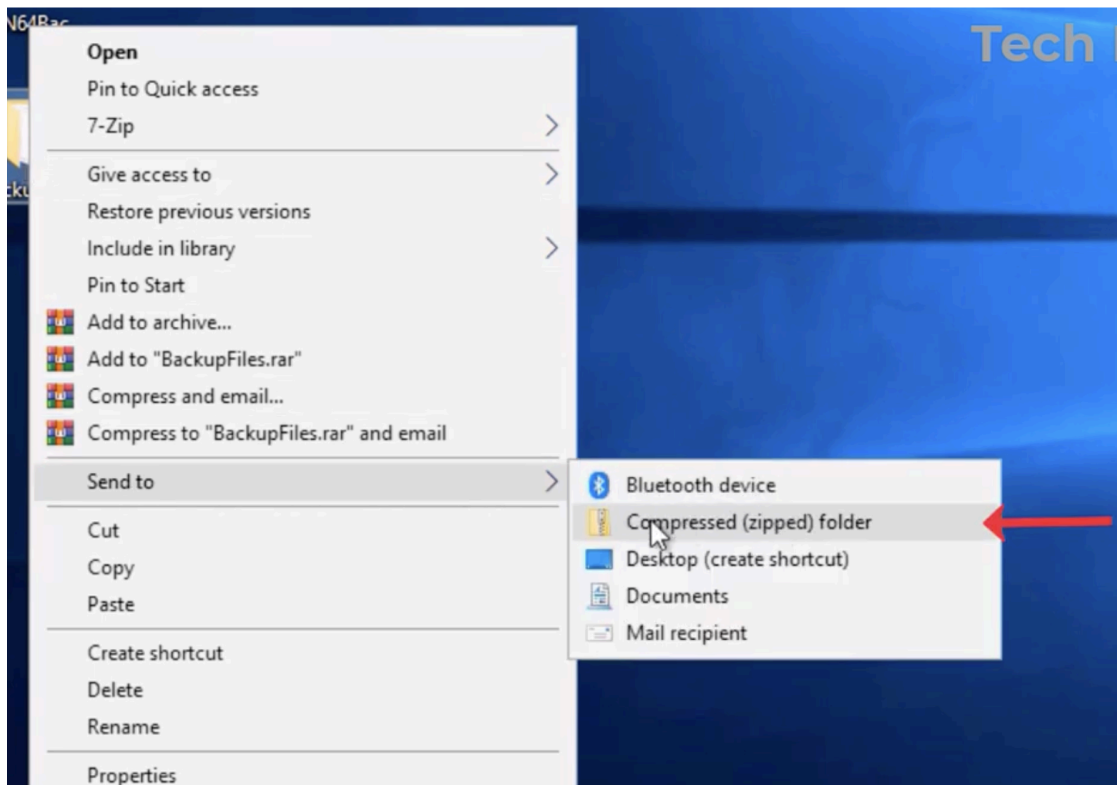 N64Bac
Tech
Open
Pin to Quick access
7-Zip
Give access to
Restore previous versions
Include in library
Pin to Start
Add to archive...
Add to "BackupFiles.rar"
Compress and email...
Compress to "BackupFiles.rar" and email
Send to
Cut
Copy
Paste
Create shortcut
Delete
Rename
Properties
Bluetooth device
Compressed (zipped) folder
Desktop (create shortcut)
Documents
Mail recipient